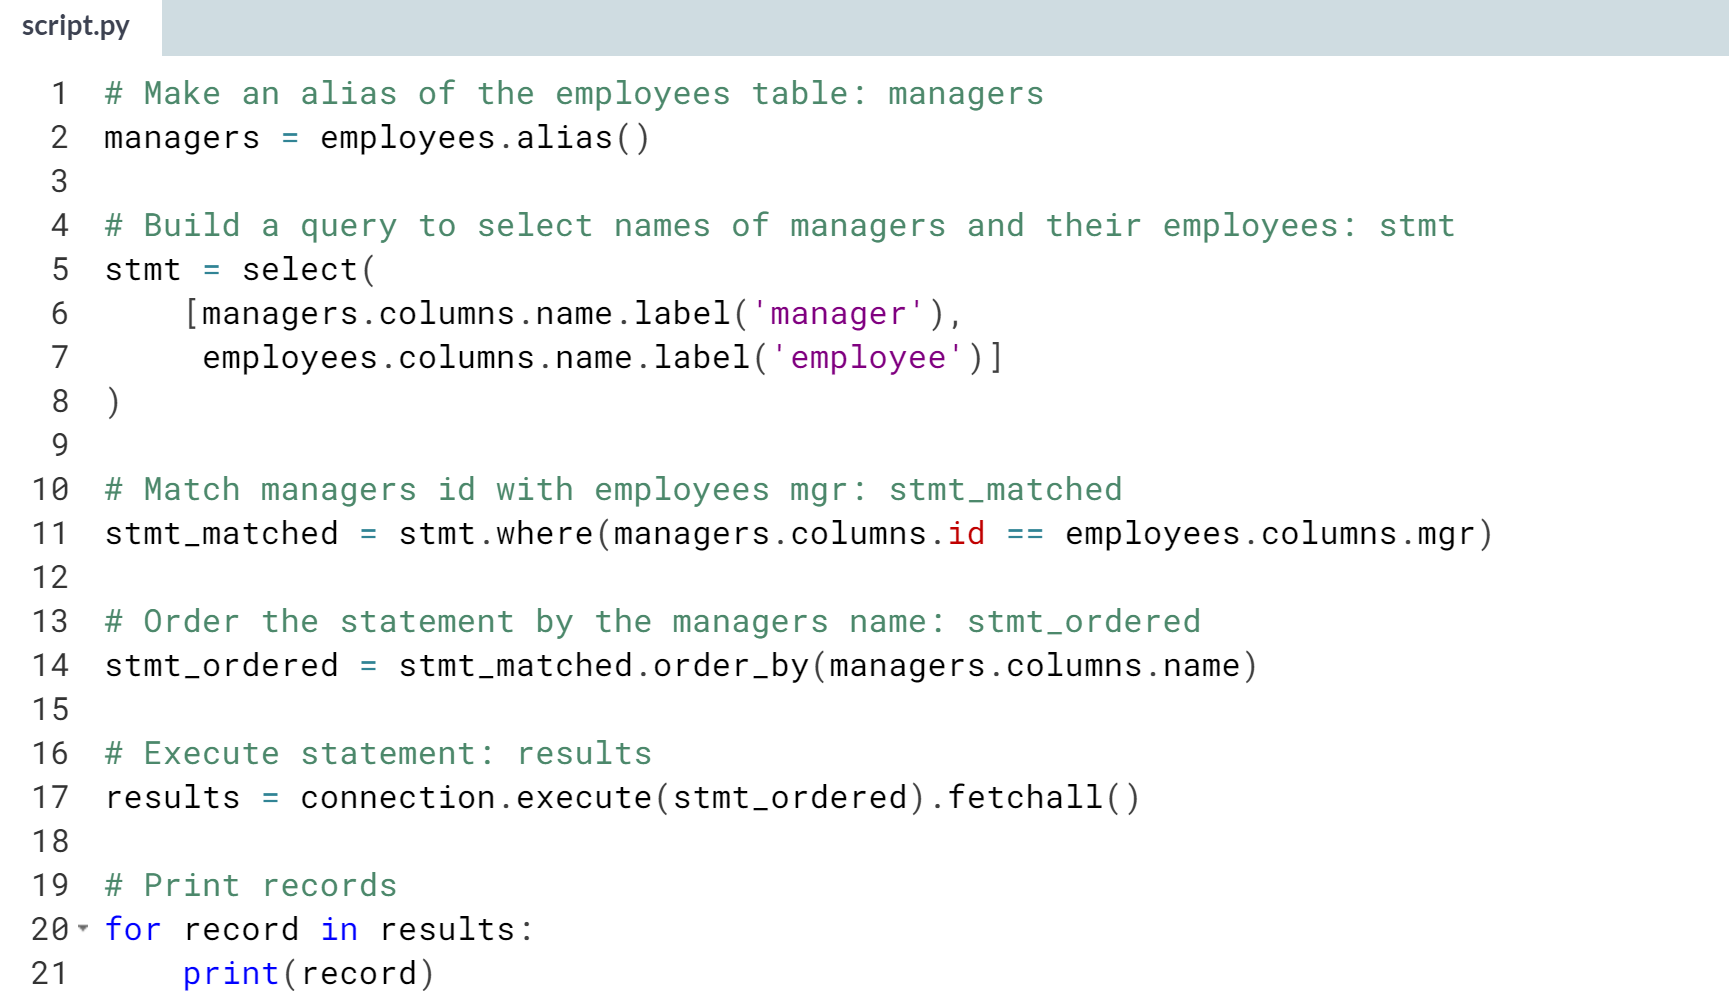 script.py
1 # Make an alias of the employees table: managers
2 managers = employees.alias()
3
4 # Build a query to select names of managers and their employees: stmt
5 stmt = select(
6     [managers.columns.name.label('manager'),
7      employees.columns.name.label('employee')]
8 )
9
10 # Match managers id with employees mgr: stmt_matched
11 stmt_matched = stmt.where(managers.columns.id == employees.columns.mgr)
12
13 # Order the statement by the managers name: stmt_ordered
14 stmt_ordered = stmt_matched.order_by(managers.columns.name)
15
16 # Execute statement: results
17 results = connection.execute(stmt_ordered).fetchall()
18
19 # Print records
20 for record in results:
21     print(record)